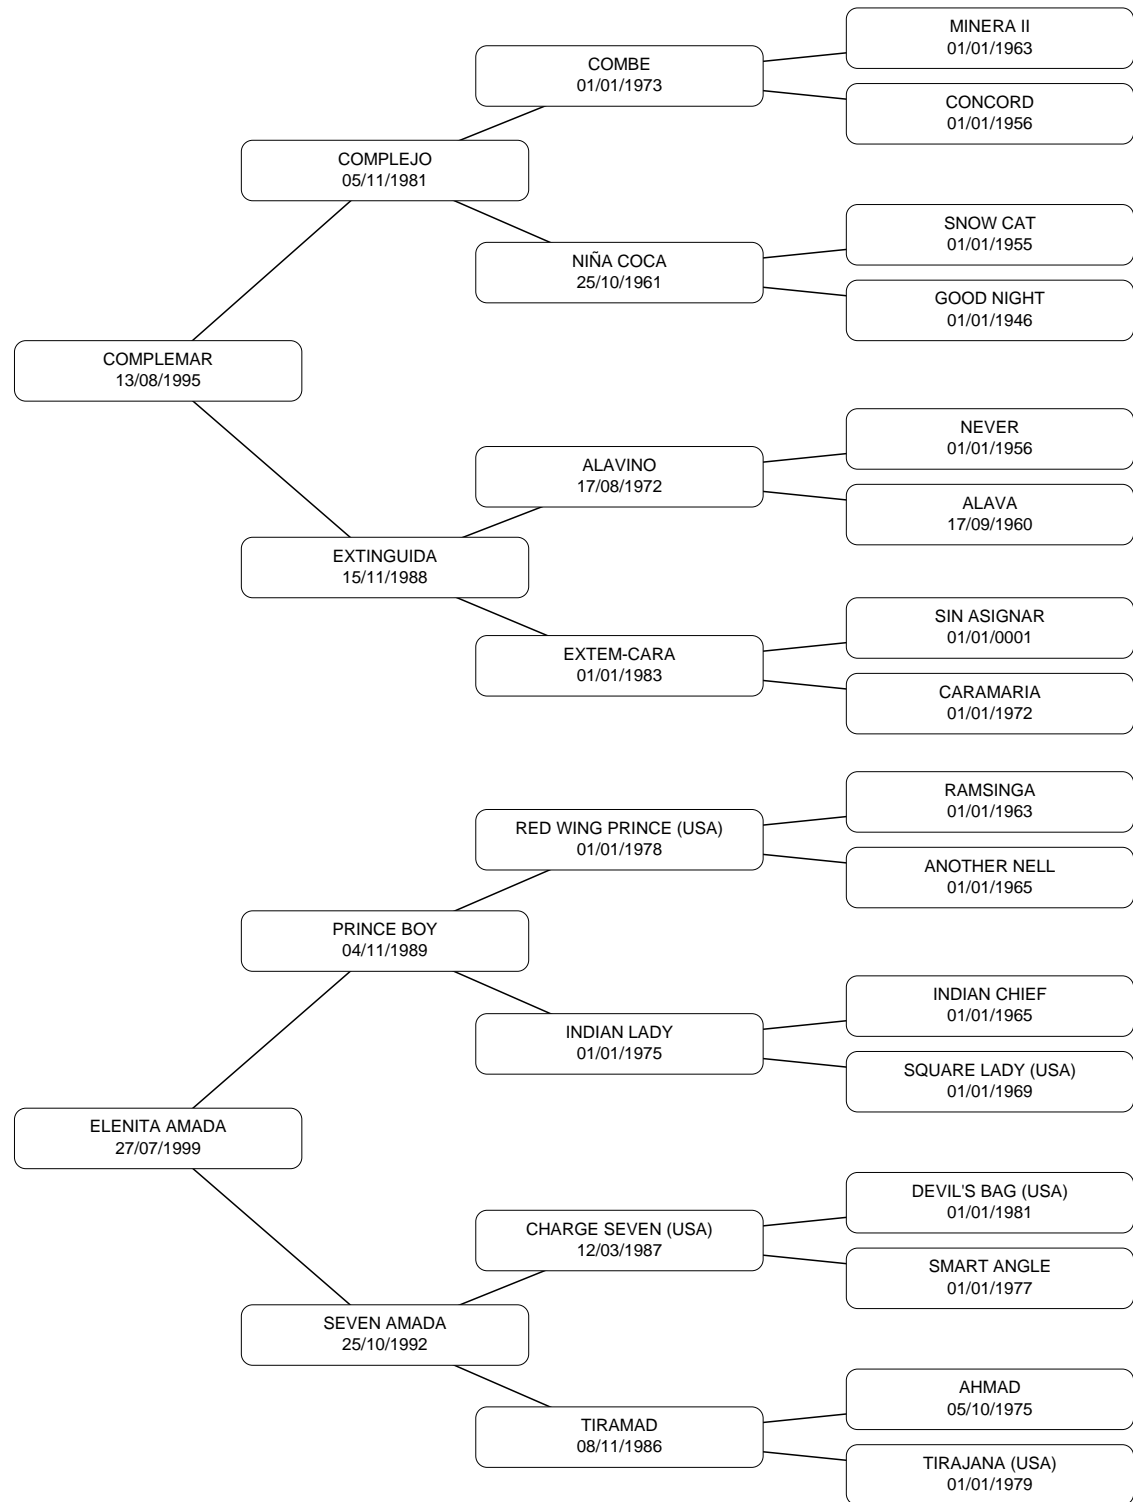 MINERA II
01/01/1963
COMBE
01/01/1973
CONCORD
01/01/1956
COMPLEJO
05/11/1981
SNOW CAT
01/01/1955
NIÑA COCA
25/10/1961
GOOD NIGHT
01/01/1946
COMPLEMAR
13/08/1995
NEVER
01/01/1956
ALAVINO
17/08/1972
ALAVA
17/09/1960
EXTINGUIDA
15/11/1988
SIN ASIGNAR
01/01/0001
EXTEM-CARA
01/01/1983
CARAMARIA
01/01/1972
RAMSINGA
01/01/1963
RED WING PRINCE (USA)
01/01/1978
ANOTHER NELL
01/01/1965
PRINCE BOY
04/11/1989
INDIAN CHIEF
01/01/1965
INDIAN LADY
01/01/1975
SQUARE LADY (USA)
01/01/1969
ELENITA AMADA
27/07/1999
DEVIL'S BAG (USA)
01/01/1981
CHARGE SEVEN (USA)
12/03/1987
SMART ANGLE
01/01/1977
SEVEN AMADA
25/10/1992
AHMAD
05/10/1975
TIRAMAD
08/11/1986
TIRAJANA (USA)
01/01/1979